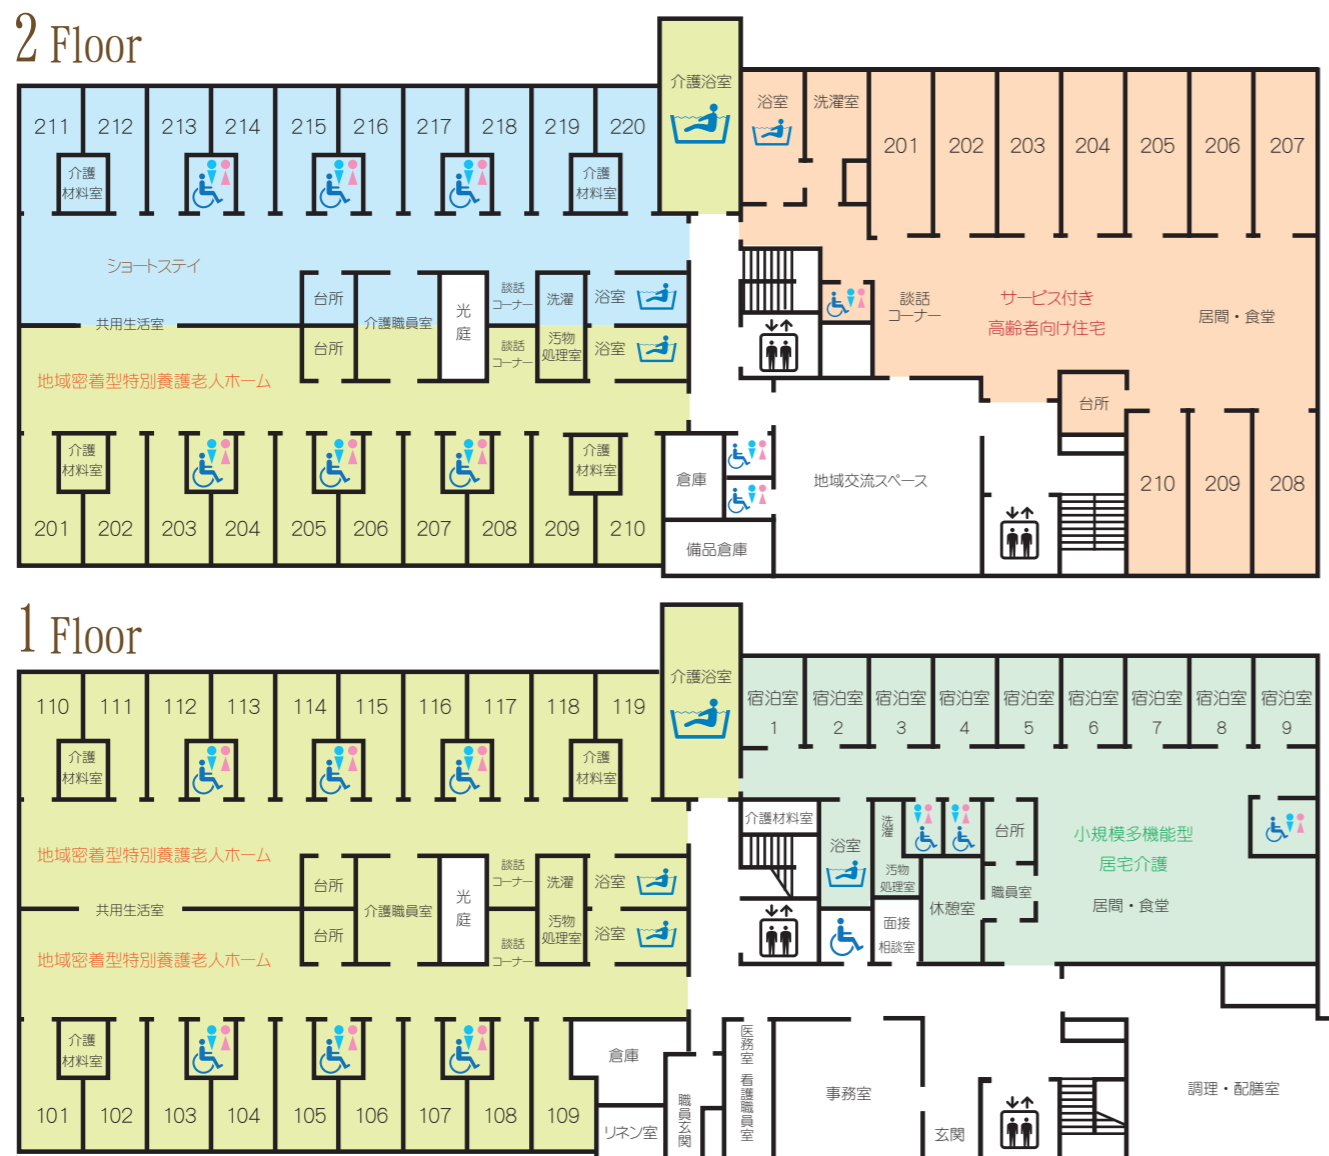 2 Floor
介護浴室
浴室
洗濯室
211
212
213
214
215
216
217
218
219
220
201
202
203
204
205
206
207
介護
材料室
介護
材料室
ショートステイ
台所
介護職員室
光
庭
談話
コーナー
洗濯
浴室
共用生活室
台所
談話
コーナー
汚物
処理室
浴室
談話
コーナー
サービス付き
高齢者向け住宅
居間・食堂
地域密着型特別養護老人ホーム
台所
介護
材料室
介護
材料室
倉庫
地域交流スペース
210
209
208
201
202
203
204
205
206
207
208
209
210
備品倉庫
1 Floor
介護浴室
110
111
112
113
114
115
116
117
118
119
宿泊室
1
宿泊室
2
宿泊室
3
宿泊室
4
宿泊室
5
宿泊室
6
宿泊室
7
宿泊室
8
宿泊室
9
介護
材料室
介護
材料室
介護材料室
洗
濯
台所
浴室
小規模多機能型
居宅介護
地域密着型特別養護老人ホーム
台所
介護職員室
光
庭
談話
コーナー
洗濯
浴室
汚物
処理室
職員室
共用生活室
休憩室
居間・食堂
台所
談話
コーナー
汚物
処理室
浴室
面接
相談室
地域密着型特別養護老人ホーム
介護
材料室
倉庫
医務室 看護職員室
事務室
調理・配膳室
101
102
103
104
105
106
107
108
109
リネン室
職員玄関
玄関